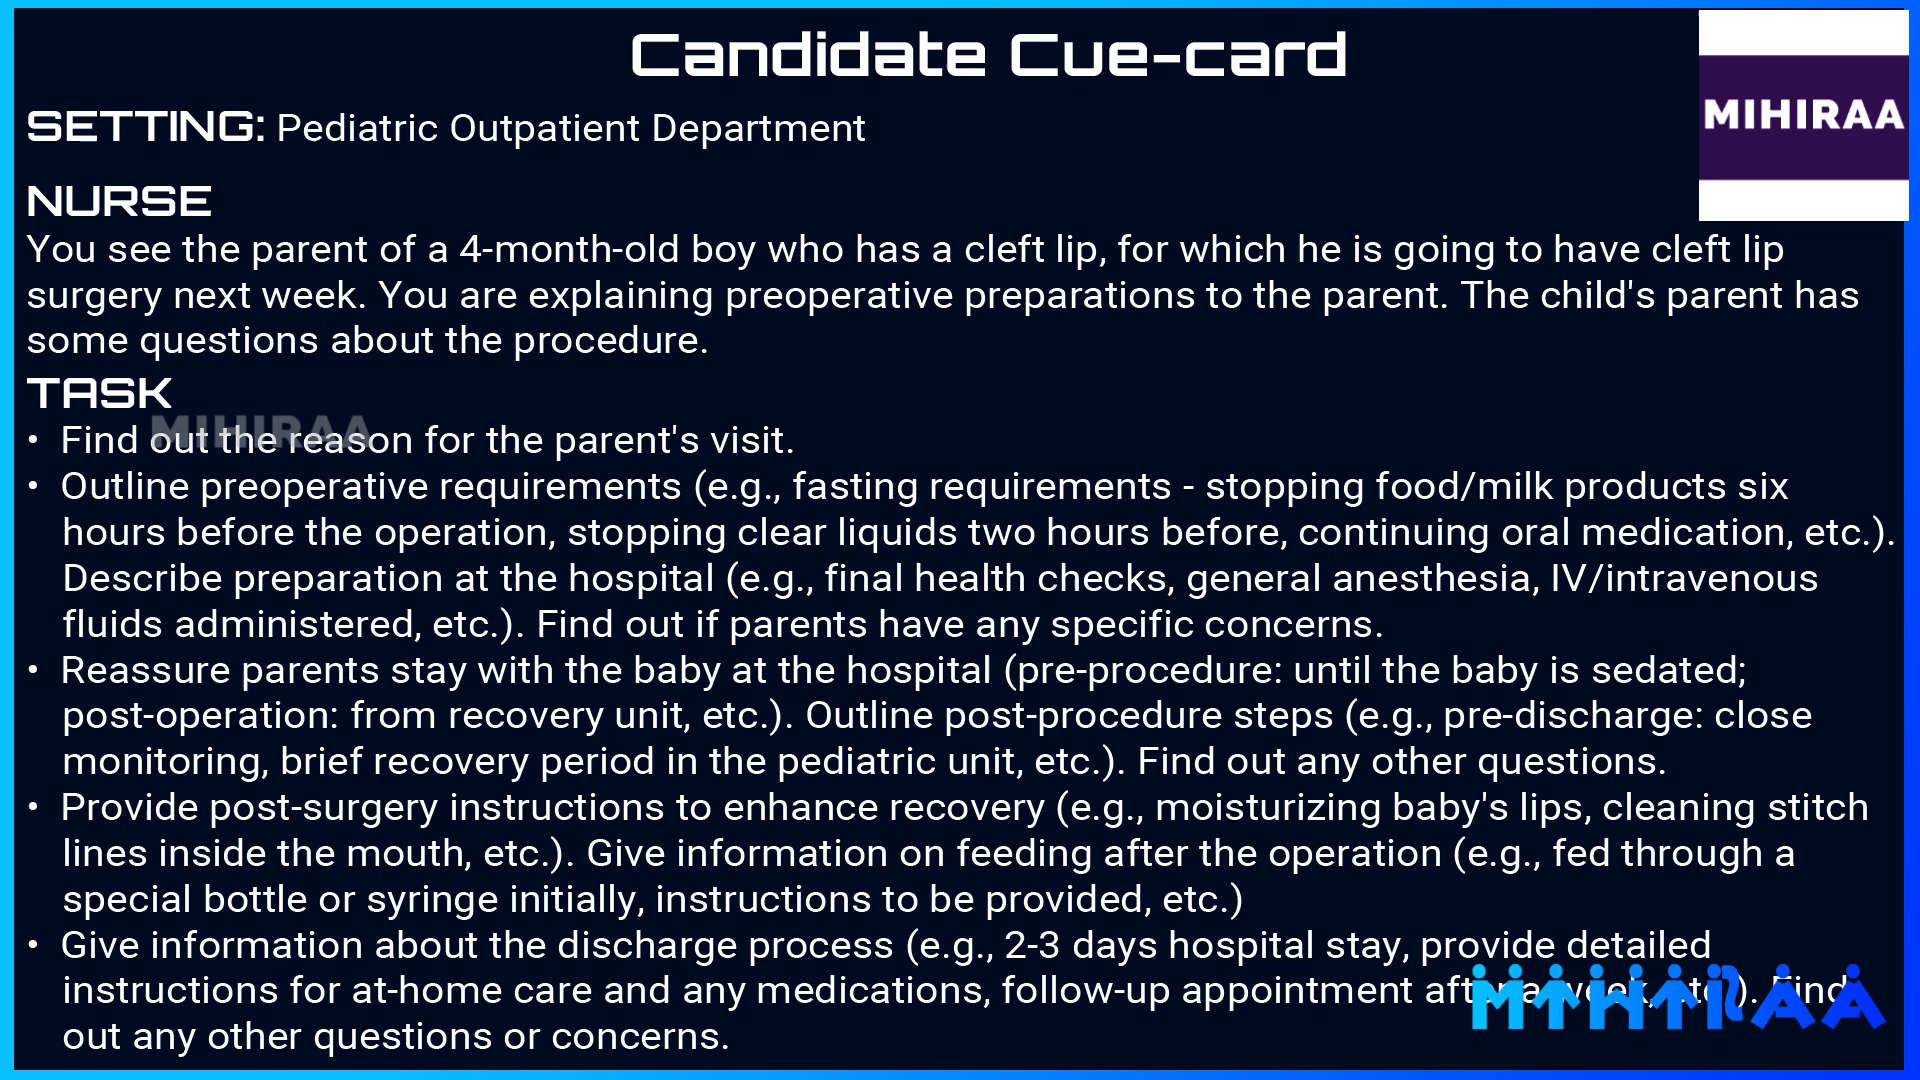 Candidate Cue-card
MIHIRAA
SETTING: Pediatric Outpatient Department
NURSE
You see the parent of a 4-month-old boy who has a cleft lip, for which he is going to have cleft lip
surgery next week. You are explaining preoperative preparations to the parent. The child's parent has
some questions about the procedure.
TASK
MIHIRAA
• Find out the reason for the parent's visit.
• Outline preoperative requirements (e.g., fasting requirements - stopping food/milk products six
hours before the operation, stopping clear liquids two hours before, continuing oral medication, etc.).
Describe preparation at the hospital (e.g., final health checks, general anesthesia, IV/intravenous
fluids administered, etc.). Find out if parents have any specific concerns.
• Reassure parents stay with the baby at the hospital (pre-procedure: until the baby is sedated;
post-operation: from recovery unit, etc.). Outline post-procedure steps (e.g., pre-discharge: close
monitoring, brief recovery period in the pediatric unit, etc.). Find out any other questions.
• Provide post-surgery instructions to enhance recovery (e.g., moisturizing baby's lips, cleaning stitch
lines inside the mouth, etc.). Give information on feeding after the operation (e.g., fed through a
special bottle or syringe initially, instructions to be provided, etc.)
• Give information about the discharge process (e.g., 2-3 days hospital stay, provide detailed
instructions for at-home care and any medications, follow-up appointment after a week, etc.). Find
out any other questions or concerns.
MIHIRAA